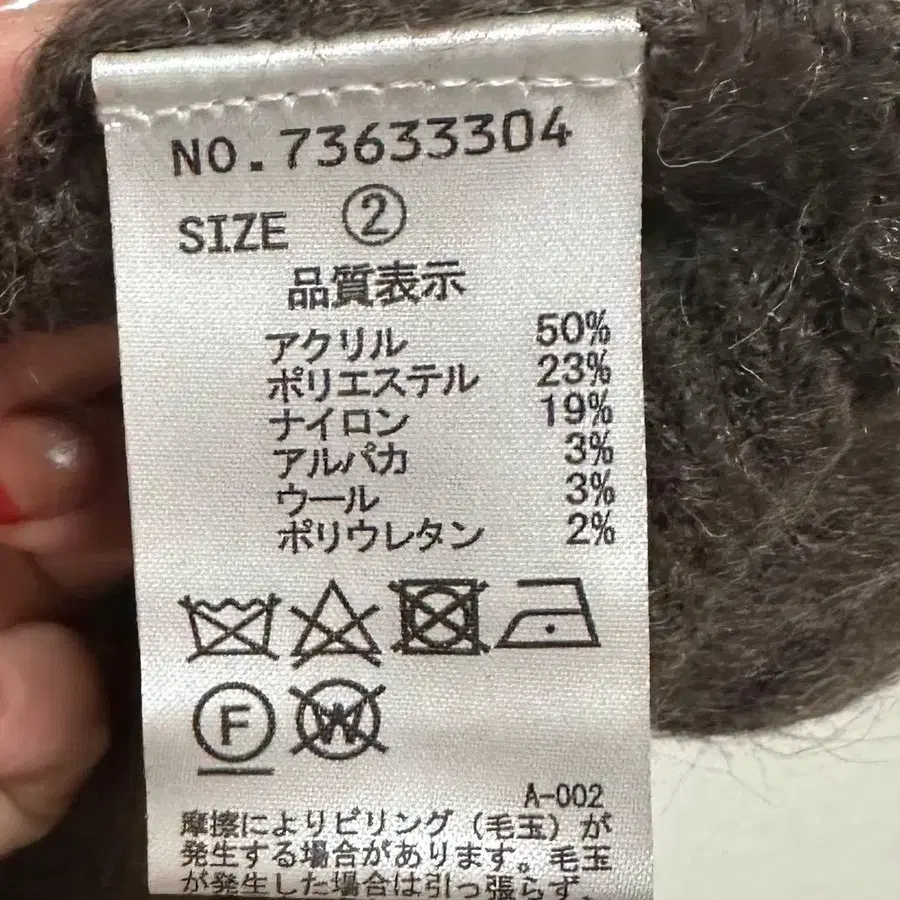 NO.73633304
SIZE ②
品質表示
アクリル 50%
ポリエステル 23%
ナイロン 19%
アルパカ 3%
ウール 3%
ポリウレタン 2%
F W
A-002
摩擦によりピリング(毛玉)が
発生する場合があります。毛玉
が発生した場合は引っ張らず、